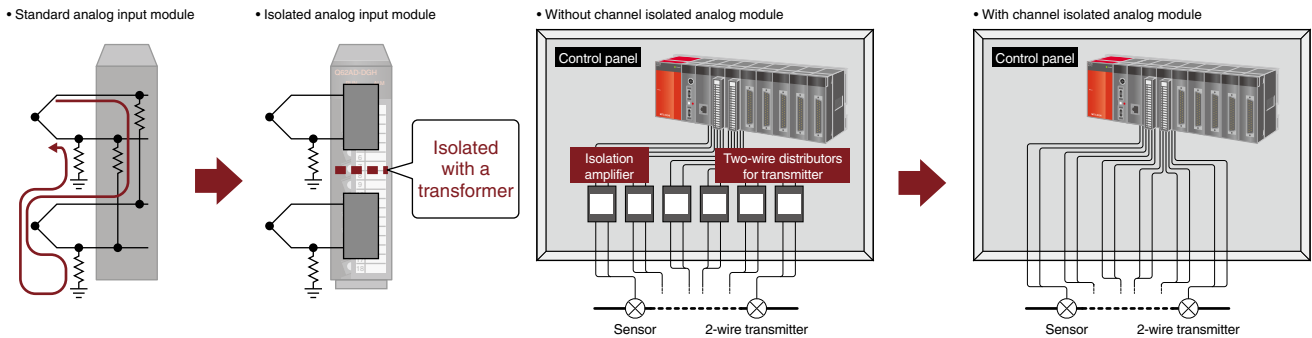 • Standard analog input module
• Isolated analog input module
Q62AD-DGH
Isolated
with a
transformer
• Without channel isolated analog module
Control panel
Isolation
amplifier
Two-wire distributors
for transmitter
Sensor
2-wire transmitter
• With channel isolated analog module
Control panel
Sensor
2-wire transmitter